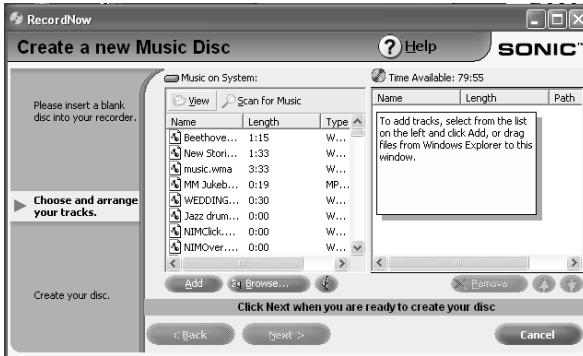 RecordNow
Create a new Music Disc
? Help
SONIC™
Please insert a blank
disc into your recorder.
Choose and arrange
your tracks.
Create your disc.
Music on System:
View Scan for Music
Name Length Type
Beethove... 1:15 W...
New Stori... 1:33 W...
music.wma 3:33 W...
MM Jukeb... 0:19 MP...
WEDDING... 0:30 W...
Jazz drum... 0:00 W...
NIMClick.... 0:00 W...
NIMOver.... 0:00 W...
Add Browse...
Time Available: 79:55
Name Length Path
To add tracks, select from the list
on the left and click Add, or drag
files from Windows Explorer to this
window.
Remove
Click Next when you are ready to create your disc
< Back Next > Cancel